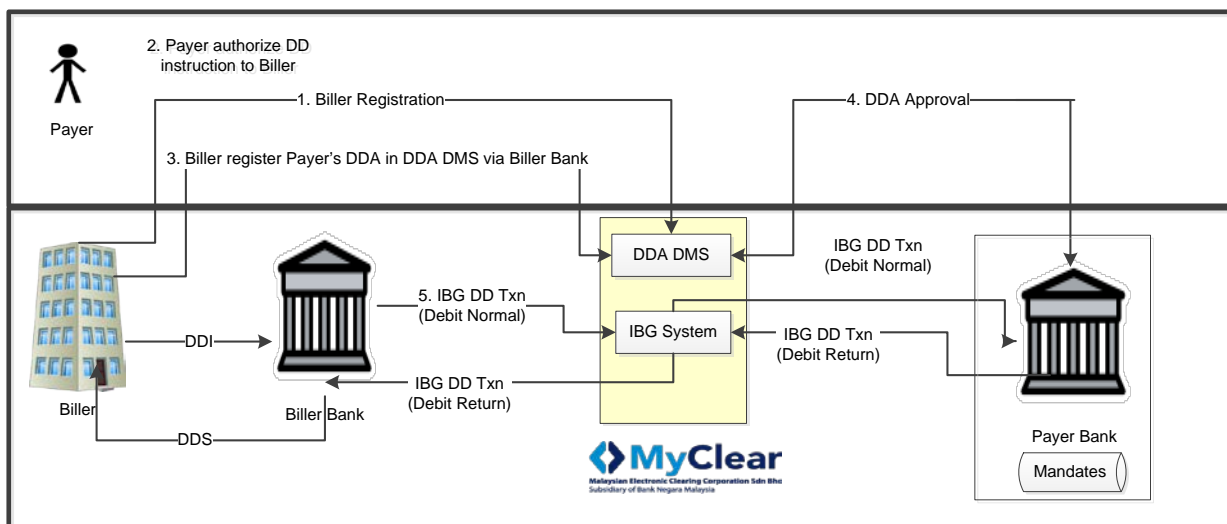 2. Payer authorize DD
instruction to Biller
Payer
1. Biller Registration
4. DDA Approval
3. Biller register Payer's DDA in DDA DMS via Biller Bank
DDA DMS
IBG DD Txn
(Debit Normal)
5. IBG DD Txn
(Debit Normal)
IBG System
IBG DD Txn
(Debit Return)
DDI
IBG DD Txn
(Debit Return)
Biller
Biller Bank
DDS
Payer Bank
Mandates
MyClear
Malaysian Electronic Clearing Corporation Sdn Bhd
Subsidiary of Bank Negara Malaysia